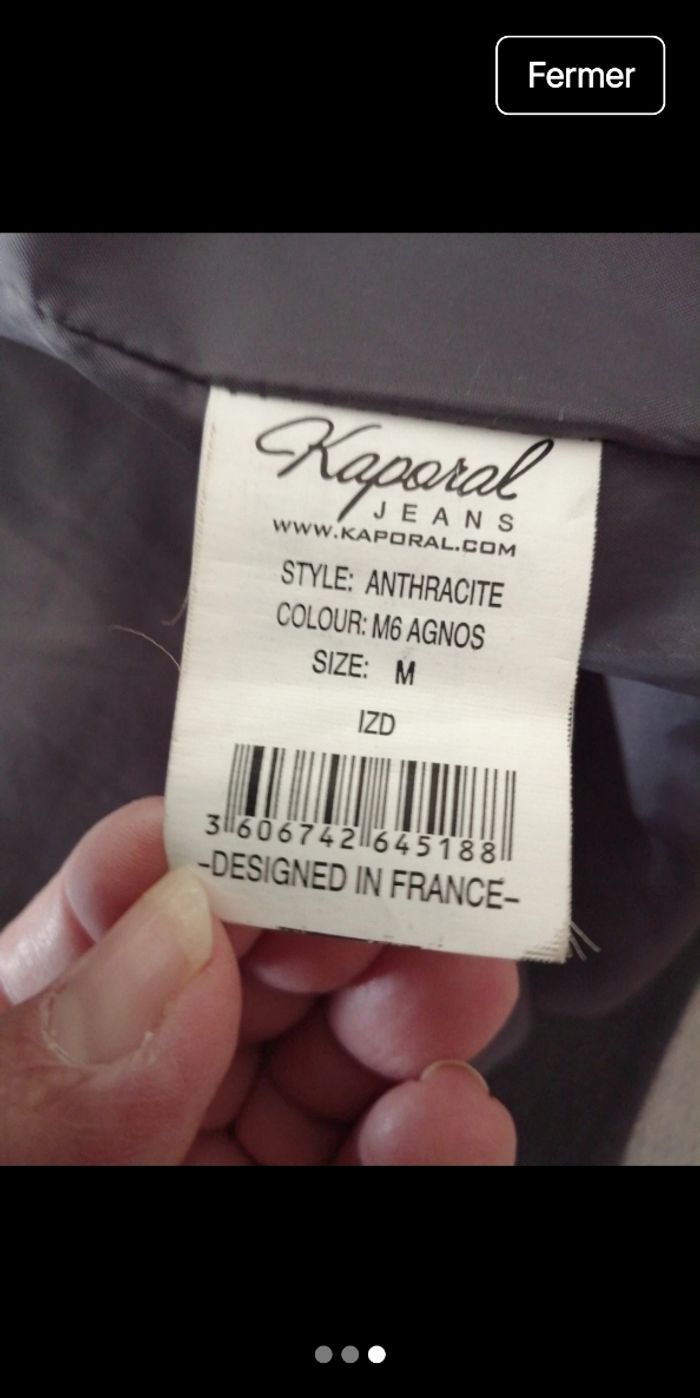 Fermer
Kaporal
JEANS
WWW.KAPORAL.COM
STYLE: ANTHRACITE
COLOUR: M6 AGNOS
SIZE: M
IZD
3 606742 645188
-DESIGNED IN FRANCE-